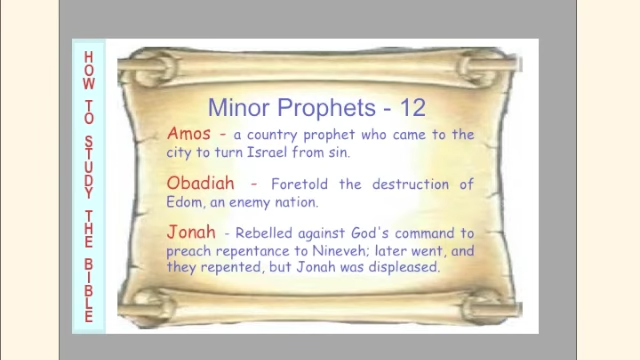 HOW TO STUDY THE BIBLE
Minor Prophets - 12
Amos - a country prophet who came to the
city to turn Israel from sin.
Obadiah - Foretold the destruction of
Edom, an enemy nation.
Jonah - Rebelled against God's command to
preach repentance to Nineveh; later went, and
they repented, but Jonah was displeased.